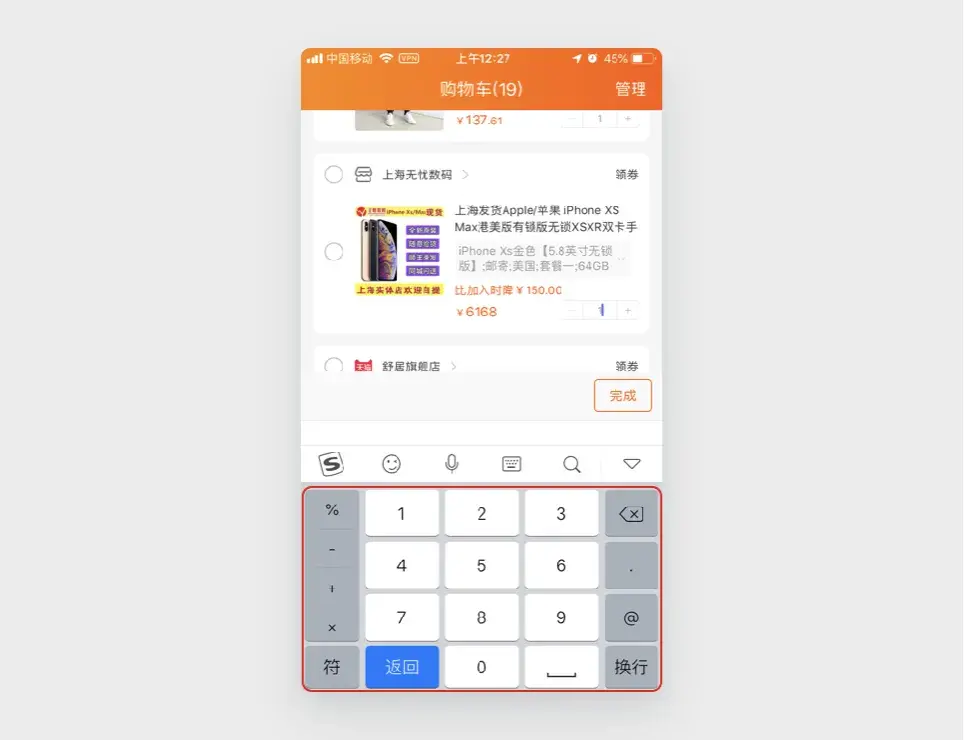 中国移动 VPN 上午12:27 45%
购物车(19) 管理
¥137.61 - 1 +
上海无忧数码 领券
iPhone Xs/Max现货
全新原装
随意验货
顺丰速发
同城闪送
上海实体店欢迎自提
上海发货Apple/苹果 iPhone XS
Max港美版有锁版无锁XSXR双卡手
iPhone Xs金色【5.8英寸无锁
版】;邮寄;美国;套餐一;64GB
比加入时降 ¥ 150.00
¥6168 - 1 +
天猫 舒居旗舰店 领券
完成
S
% 1 2 3
- 4 5 6 .
+ 7 8 9 @
×
符 返回 0 换行